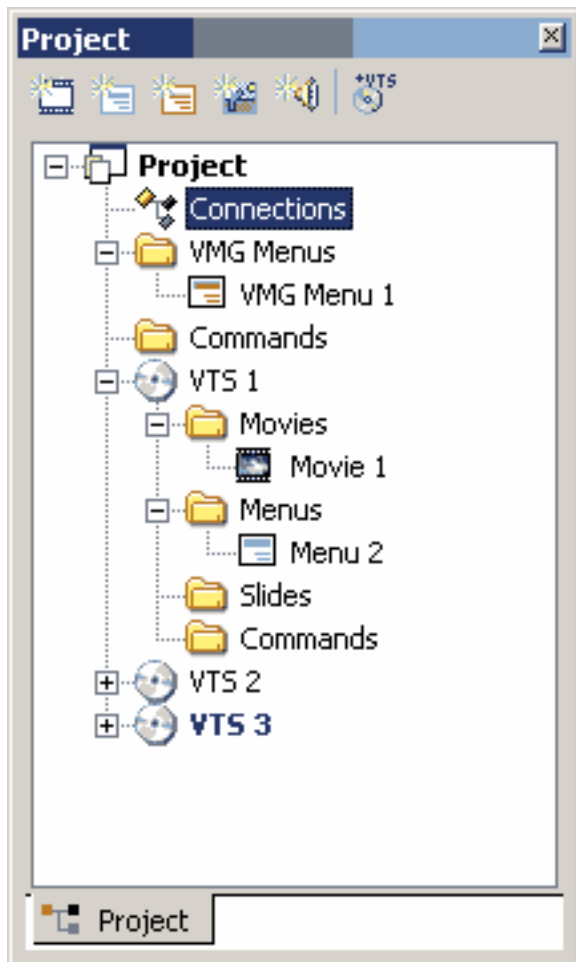 Project
+VTS
Project
Connections
VMG Menus
VMG Menu 1
Commands
VTS 1
Movies
Movie 1
Menus
Menu 2
Slides
Commands
VTS 2
VTS 3
Project